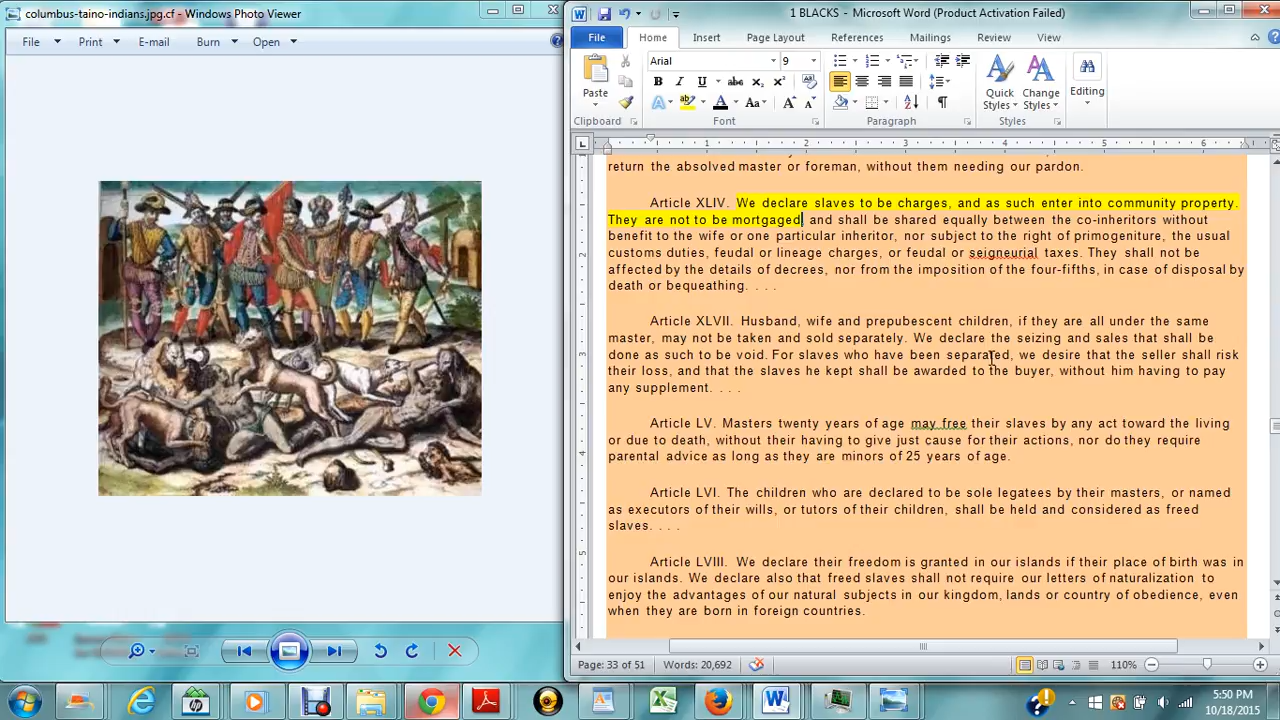 columbus-taino-indians.jpg.cf - Windows Photo Viewer
File Print E-mail Burn Open
1 BLACKS - Microsoft Word (Product Activation Failed)
File Home Insert Page Layout References Mailings Review View
Arial 9
Paste
Quick Styles
Change Styles
Editing
Clipboard Font Paragraph Styles
1 2 3 4 5 6
return the absolved master or foreman, without them needing our pardon.
Article XLIV. We declare slaves to be charges, and as such enter into community property.
They are not to be mortgaged, and shall be shared equally between the co-inheritors without
benefit to the wife or one particular inheritor, nor subject to the right of primogeniture, the usual
customs duties, feudal or lineage charges, or feudal or seigneurial taxes. They shall not be
affected by the details of decrees, nor from the imposition of the four-fifths, in case of disposal by
death or bequeathing. . . .
Article XLVII. Husband, wife and prepubescent children, if they are all under the same
master, may not be taken and sold separately. We declare the seizing and sales that shall be
done as such to be void. For slaves who have been separated, we desire that the seller shall risk
their loss, and that the slaves he kept shall be awarded to the buyer, without him having to pay
any supplement. . . .
Article LV. Masters twenty years of age may free their slaves by any act toward the living
or due to death, without their having to give just cause for their actions, nor do they require
parental advice as long as they are minors of 25 years of age.
Article LVI. The children who are declared to be sole legatees by their masters, or named
as executors of their wills, or tutors of their children, shall be held and considered as freed
slaves. . . .
Article LVIII. We declare their freedom is granted in our islands if their place of birth was in
our islands. We declare also that freed slaves shall not require our letters of naturalization to
enjoy the advantages of our natural subjects in our kingdom, lands or country of obedience, even
when they are born in foreign countries.
Page: 33 of 51 Words: 20,692 110%
5:50 PM
10/18/2015